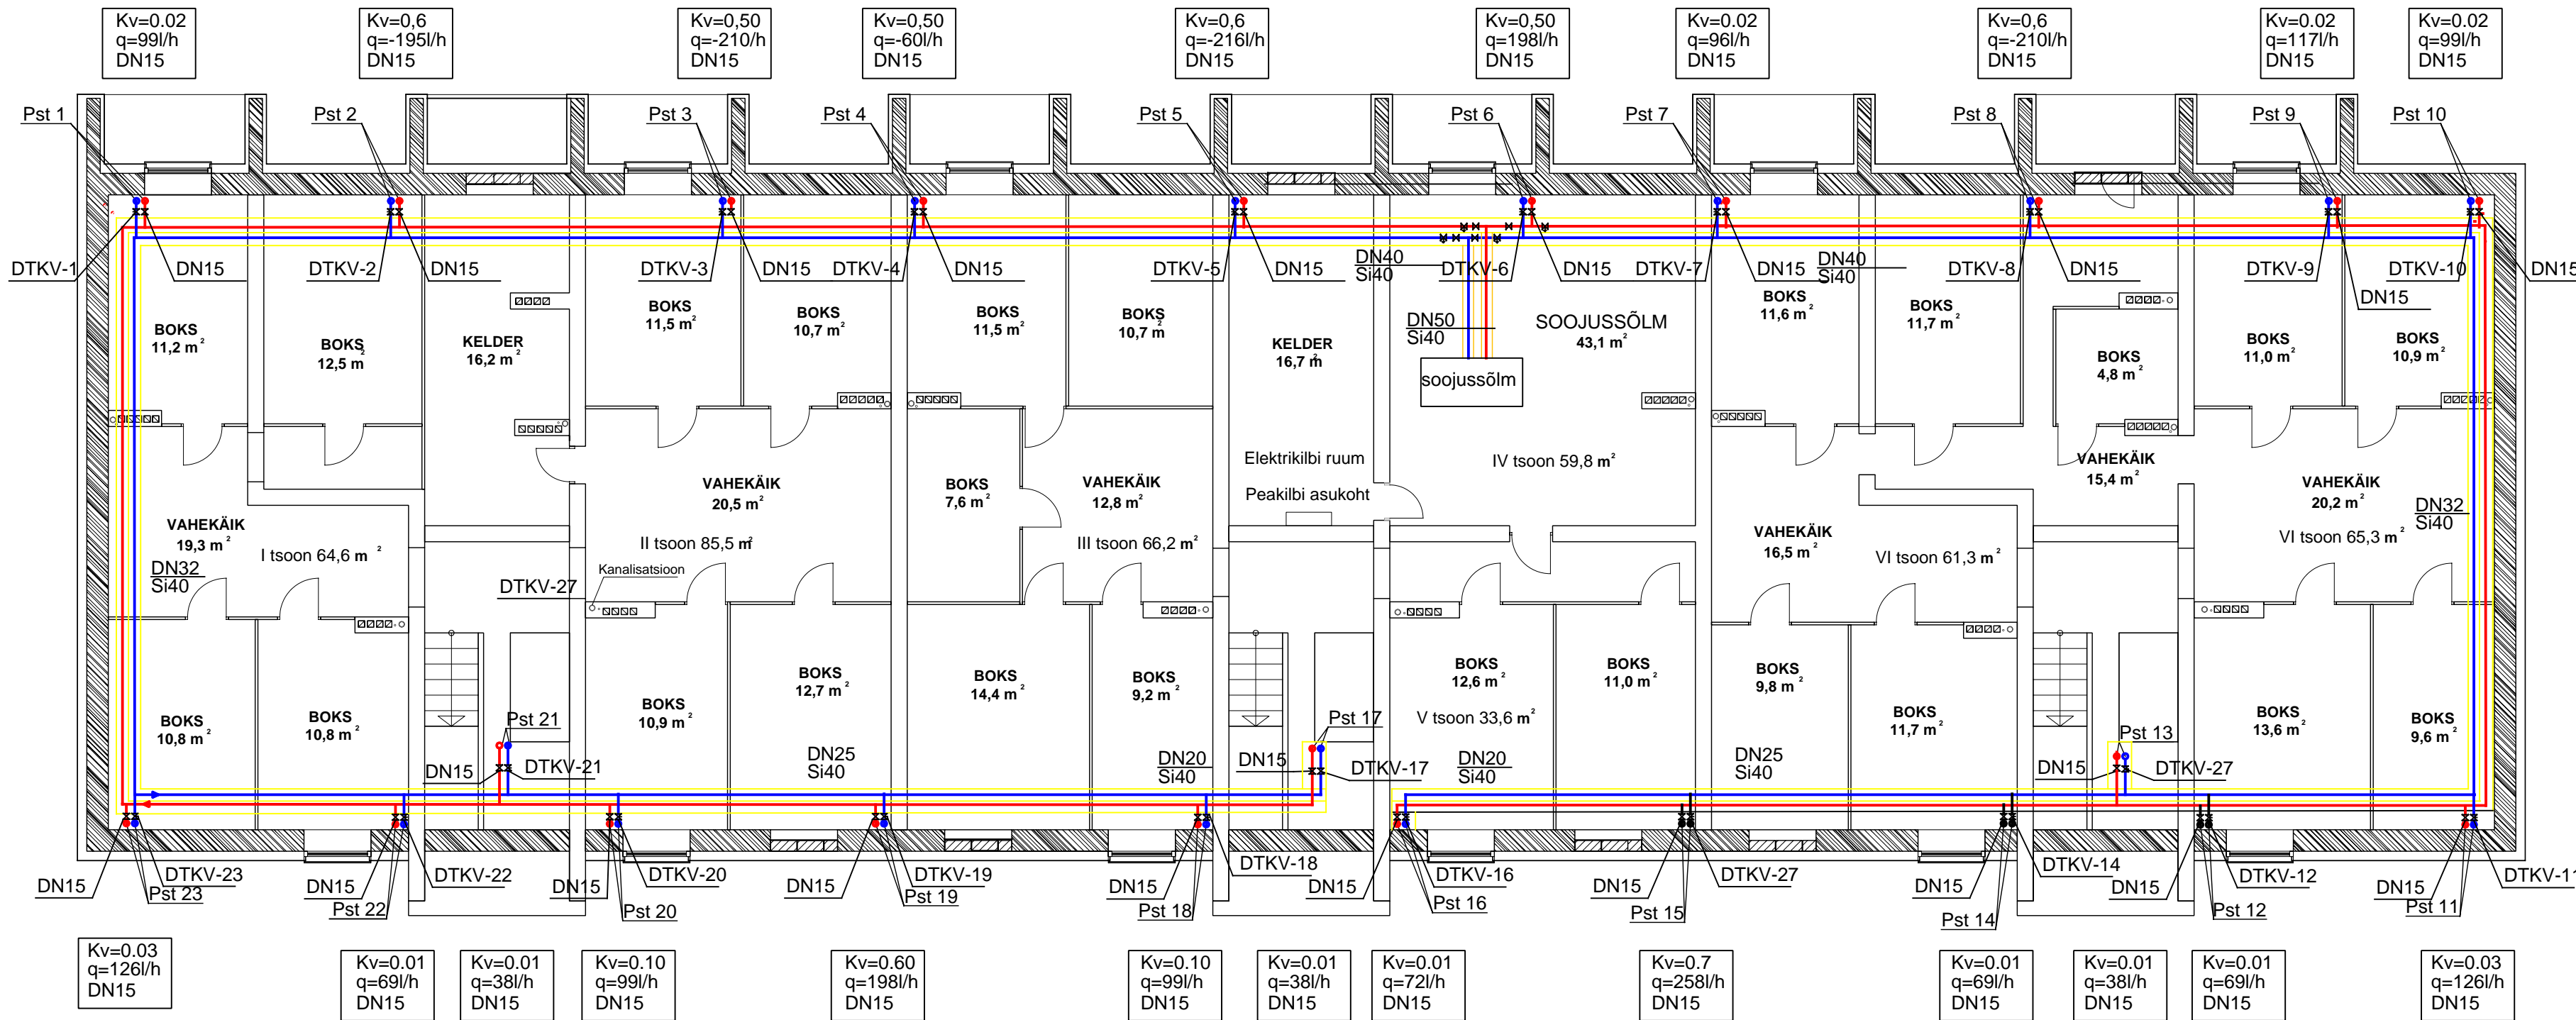 Kv=0.02
q=99l/h
DN15
Kv=0,6
q=-195l/h
DN15
Kv=0,50
q=-210/h
DN15
Kv=0,50
q=-60l/h
DN15
Kv=0,6
q=-216l/h
DN15
Kv=0,50
q=198l/h
DN15
Kv=0.02
q=96l/h
DN15
Kv=0,6
q=-210l/h
DN15
Kv=0.02
q=117l/h
DN15
Kv=0.02
q=99l/h
DN15
Pst 1
Pst 2
Pst 3
Pst 4
Pst 5
Pst 6
Pst 7
Pst 8
Pst 9
Pst 10
DTKV-1
DN15
DTKV-2
DN15
DTKV-3
DN15
DTKV-4
DN15
DTKV-5
DN15
DN40
Si40
DTKV-6
DN15
DTKV-7
DN15
DN40
Si40
DTKV-8
DN15
DTKV-9
DN15
DTKV-10
DN15
BOKS
11,2 m²
BOKS
12,5 m²
KELDER
16,2 m²
BOKS
11,5 m²
BOKS
10,7 m²
BOKS
11,5 m²
BOKS
10,7 m²
KELDER
16,7 m²
DN50
Si40
SOOJUSSÕLM
43,1 m²
soojussõlm
BOKS
11,6 m²
BOKS
11,7 m²
BOKS
4,8 m²
BOKS
11,0 m²
BOKS
10,9 m²
VAHEKÄIK
19,3 m²
I tsoon 64,6 m²
DN32
Si40
VAHEKÄIK
20,5 m²
II tsoon 85,5 m²
Kanalisatsioon
DTKV-27
BOKS
7,6 m²
VAHEKÄIK
12,8 m²
III tsoon 66,2 m²
Elektrikilbi ruum
Peakilbi asukoht
IV tsoon 59,8 m²
VAHEKÄIK
16,5 m²
VI tsoon 61,3 m²
VAHEKÄIK
15,4 m²
VAHEKÄIK
20,2 m²
DN32
Si40
VI tsoon 65,3 m²
BOKS
10,8 m²
BOKS
10,8 m²
Pst 21
DN15
DTKV-21
BOKS
10,9 m²
BOKS
12,7 m²
DN25
Si40
BOKS
14,4 m²
BOKS
9,2 m²
DN20
Si40
Pst 17
DN15
DTKV-17
BOKS
12,6 m²
V tsoon 33,6 m²
DN20
Si40
BOKS
11,0 m²
BOKS
9,8 m²
DN25
Si40
BOKS
11,7 m²
Pst 13
DN15
DTKV-27
BOKS
13,6 m²
BOKS
9,6 m²
DN15
DTKV-23
Pst 23
DN15
DTKV-22
Pst 22
DN15
DTKV-20
Pst 20
DN15
DTKV-19
Pst 19
DTKV-18
Pst 18
DN15
DTKV-16
Pst 16
DN15
DTKV-27
Pst 15
DN15
DTKV-14
Pst 14
DN15
DTKV-12
Pst 12
DN15
DTKV-11
Pst 11
Kv=0.03
q=126l/h
DN15
Kv=0.01
q=69l/h
DN15
Kv=0.01
q=38l/h
DN15
Kv=0.10
q=99l/h
DN15
Kv=0.60
q=198l/h
DN15
Kv=0.10
q=99l/h
DN15
Kv=0.01
q=38l/h
DN15
Kv=0.01
q=72l/h
DN15
Kv=0.7
q=258l/h
DN15
Kv=0.01
q=69l/h
DN15
Kv=0.01
q=38l/h
DN15
Kv=0.01
q=69l/h
DN15
Kv=0.03
q=126l/h
DN15